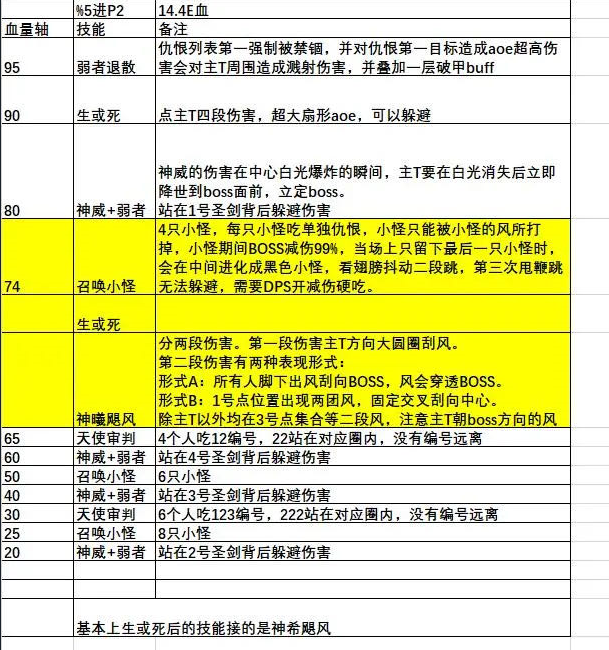 %5进P2 14.4E血
血量轴 技能 备注
仇恨列表第一强制被禁锢，并对仇恨第一目标造成aoe超高伤
95 弱者退散 害会对主T周围造成溅射伤害，并叠加一层破甲buff
90 生或死 点主T四段伤害，超大扇形aoe，可以躲避
神威的伤害在中心白光爆炸的瞬间，主T要在白光消失后立即
降世到boss面前，立定boss。
80 神威+弱者 站在1号圣剑背后躲避伤害
4只小怪，每只小怪吃单独仇恨，小怪只能被小怪的风所打
掉，小怪期间BOSS减伤99%，当场上只留下最后一只小怪时，
会在中间进化成黑色小怪，看翅膀抖动二段跳，第三次甩鞭跳
74 召唤小怪 无法躲避，需要DPS开减伤硬吃。
生或死
分两段伤害。第一段伤害主T方向大圆圈刮风。
第二段伤害有两种表现形式：
形式A：所有人脚下出风刮向BOSS，风会穿透BOSS。
形式B：1号点位置出现两团风，固定交叉刮向中心。
神曦飓风 除主T以外均在3号点集合等二段风，注意主T朝boss方向的风
65 天使审判 4个人吃12编号，22站在对应圈内，没有编号远离
60 神威+弱者 站在4号圣剑背后躲避伤害
50 召唤小怪 6只小怪
40 神威+弱者 站在3号圣剑背后躲避伤害
30 天使审判 6个人吃123编号，222站在对应圈内，没有编号远离
25 召唤小怪 8只小怪
20 神威+弱者 站在2号圣剑背后躲避伤害
基本上生或死后的技能接的是神希飓风